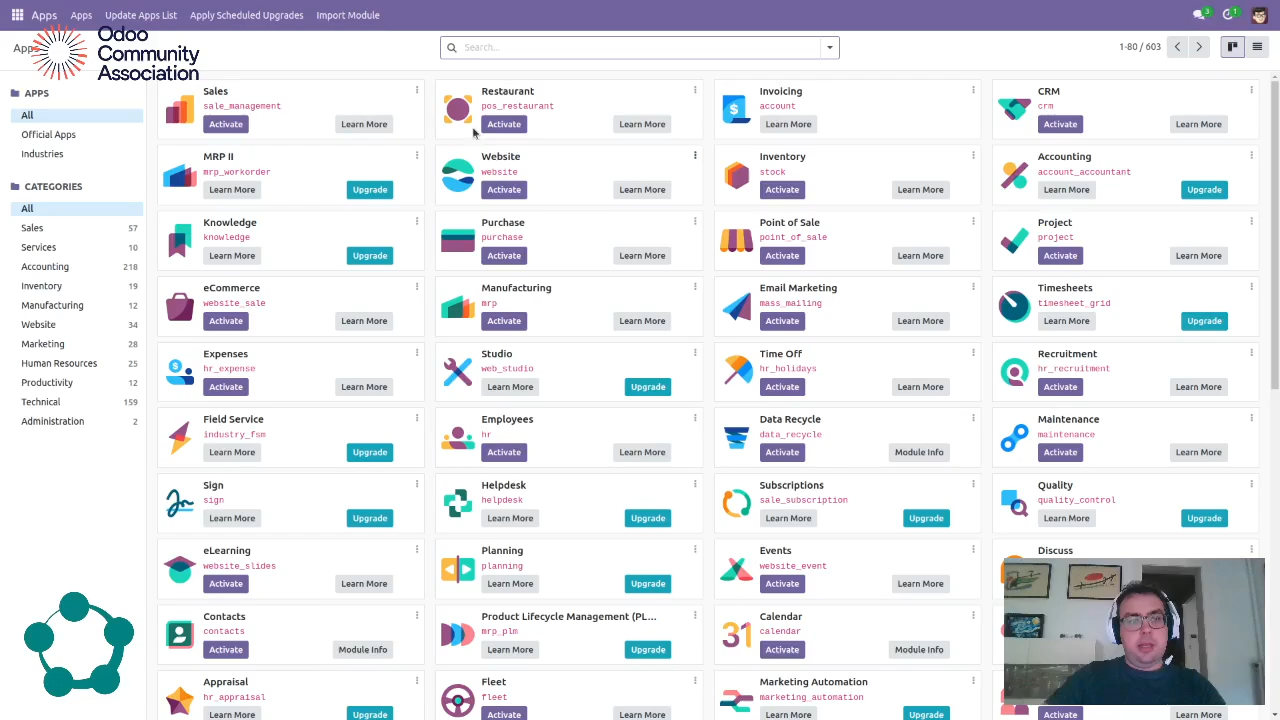 Apps Apps Update Apps List Apply Scheduled Upgrades Import Module 3 1
Odoo
Community
Association
Apps Search... 1-80 / 603
APPS
All
Official Apps
Industries
CATEGORIES
All
Sales 57
Services 10
Accounting 218
Inventory 19
Manufacturing 12
Website 34
Marketing 28
Human Resources 25
Productivity 12
Technical 159
Administration 2
Sales Restaurant Invoicing CRM
sale_management pos_restaurant account crm
Activate Learn More Activate Learn More Learn More Activate Learn More
MRP II Website Inventory Accounting
mrp_workorder website stock account_accountant
Learn More Upgrade Activate Learn More Activate Learn More Learn More Upgrade
Knowledge Purchase Point of Sale Project
knowledge purchase point_of_sale project
Learn More Upgrade Activate Learn More Activate Learn More Activate Learn More
eCommerce Manufacturing Email Marketing Timesheets
website_sale mrp mass_mailing timesheet_grid
Activate Learn More Activate Learn More Activate Learn More Learn More Upgrade
Expenses Studio Time Off Recruitment
hr_expense web_studio hr_holidays hr_recruitment
Activate Learn More Learn More Upgrade Activate Learn More Activate Learn More
Field Service Employees Data Recycle Maintenance
industry_fsm hr data_recycle maintenance
Learn More Upgrade Activate Learn More Activate Module Info Activate Learn More
Sign Helpdesk Subscriptions Quality
sign helpdesk sale_subscription quality_control
Learn More Upgrade Learn More Upgrade Learn More Upgrade Learn More Upgrade
eLearning Planning Events Discuss
website_slides planning website_event
Activate Learn More Learn More Upgrade Activate Learn More
Contacts Product Lifecycle Management (PL... Calendar
contacts mrp_plm calendar
Activate Module Info Learn More Upgrade 31 Activate Module Info
Appraisal Fleet Marketing Automation
hr_appraisal fleet marketing_automation
Learn More Upgrade Activate Learn More Learn More Upgrade Activate Learn More